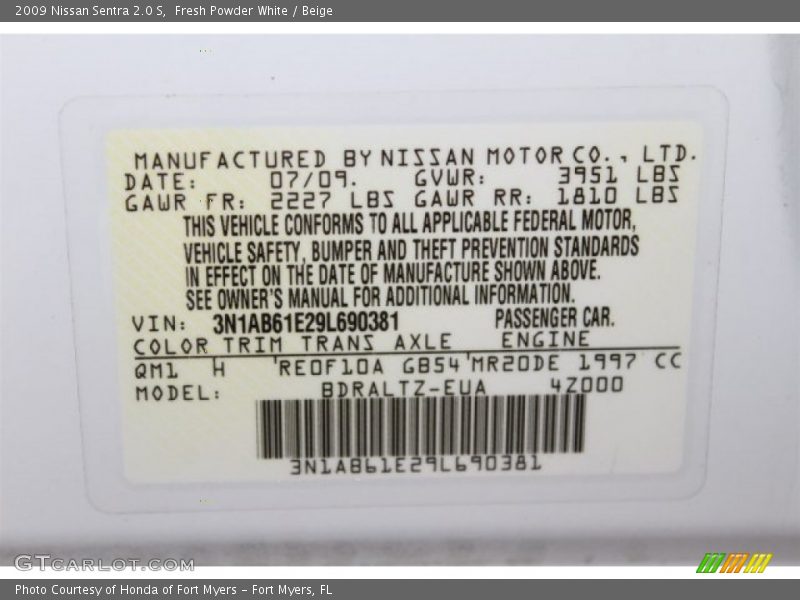 2009 Nissan Sentra 2.0 S,  Fresh Powder White / Beige
MANUFACTURED BY NISSAN MOTOR CO., LTD.
DATE: 07/09. GVWR: 3951 LBS
GAWR FR: 2227 LBS GAWR RR: 1810 LBS
THIS VEHICLE CONFORMS TO ALL APPLICABLE FEDERAL MOTOR,
VEHICLE SAFETY, BUMPER AND THEFT PREVENTION STANDARDS
IN EFFECT ON THE DATE OF MANUFACTURE SHOWN ABOVE.
SEE OWNER'S MANUAL FOR ADDITIONAL INFORMATION.
VIN: 3N1AB61E29L690381 PASSENGER CAR.
COLOR TRIM TRANS AXLE ENGINE
QM1 H 'RE0F10A GB54'MR20DE 1997 CC
MODEL: BDRALTZ-EUA 4Z000
3N1AB61E29L690381
GTCARLOT.COM
Photo Courtesy of Honda of Fort Myers – Fort Myers, FL